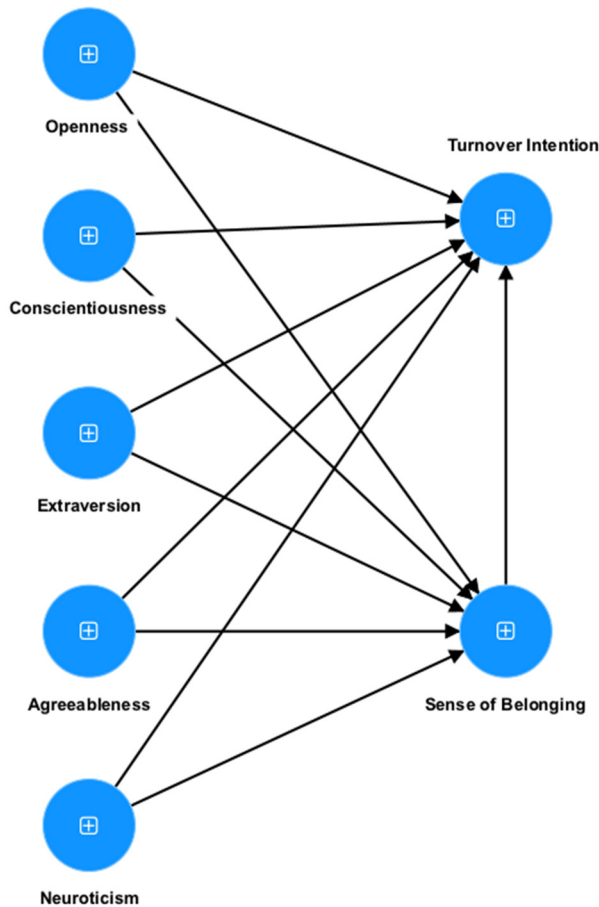 Openness
Turnover Intention
Conscientiousness
Extraversion
Agreeableness
Sense of Belonging
Neuroticism